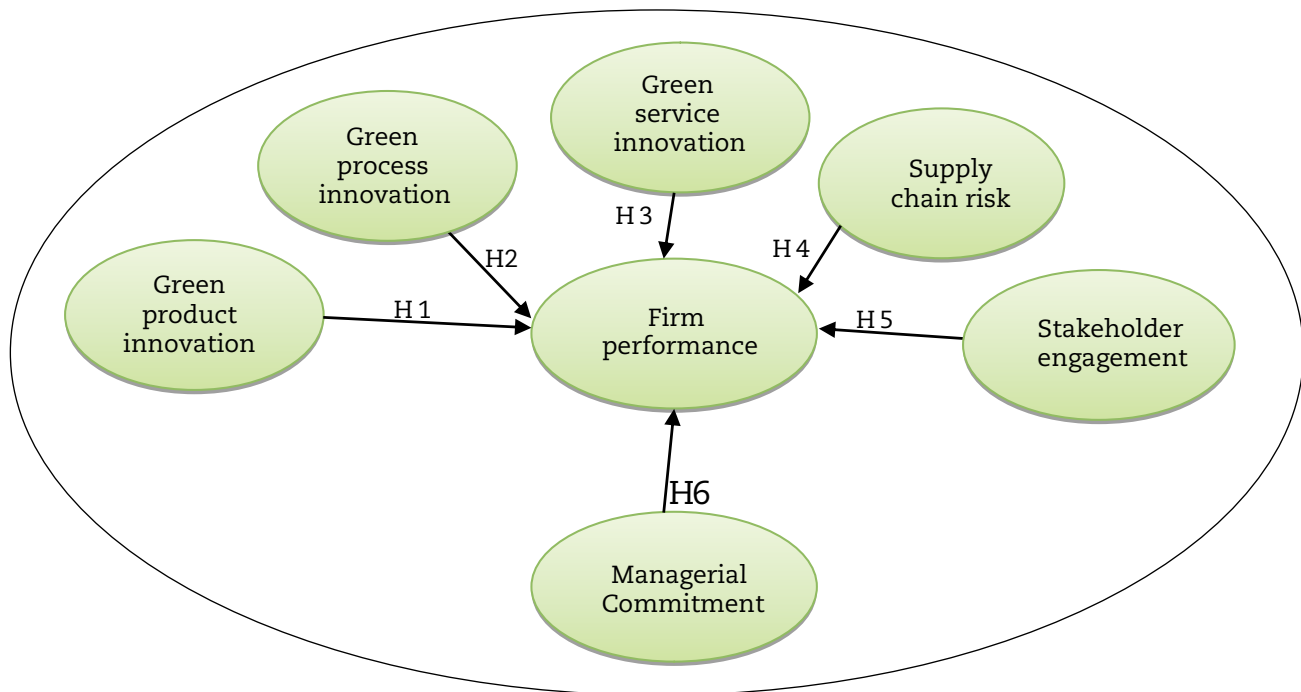 Green
service
innovation
Green
process
innovation
Supply
chain risk
H 3
H2
H 4
Green
product
innovation
H 1
Firm
performance
H 5
Stakeholder
engagement
H6
Managerial
Commitment